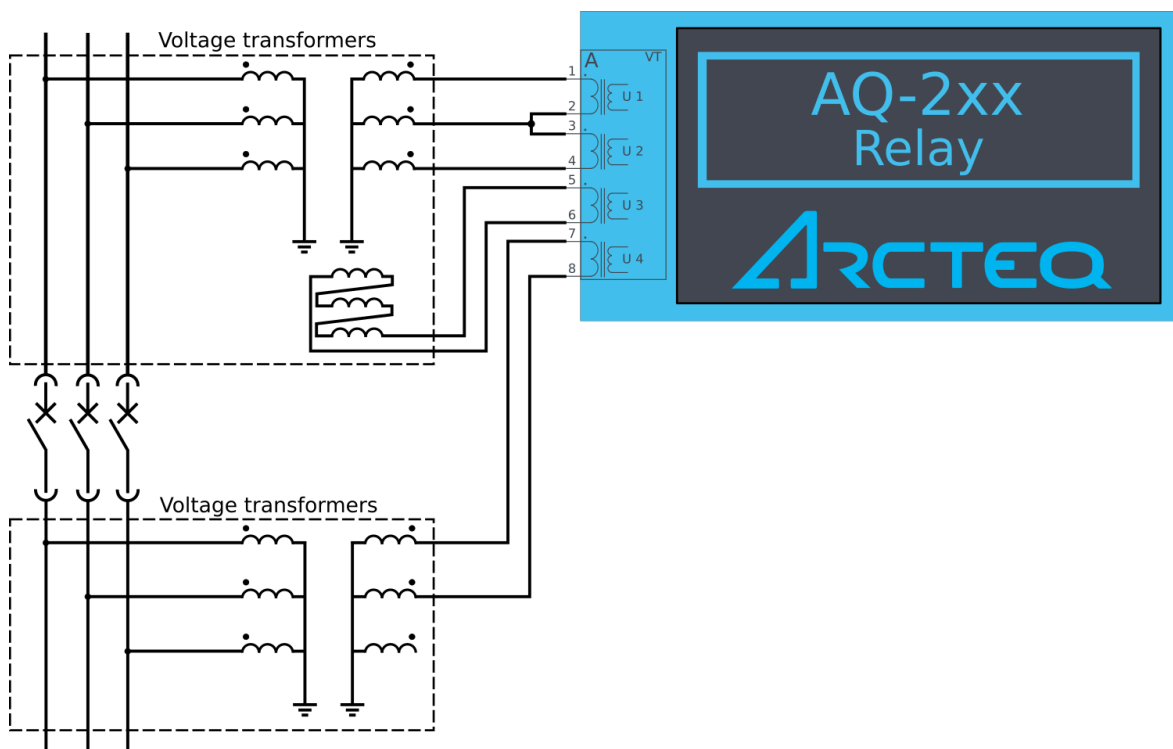 Voltage transformers
A VT
1
U 1
2
3
U 2
4
5
U 3
6
7
U 4
8
AQ-2xx
Relay
ARCTEQ
Voltage transformers